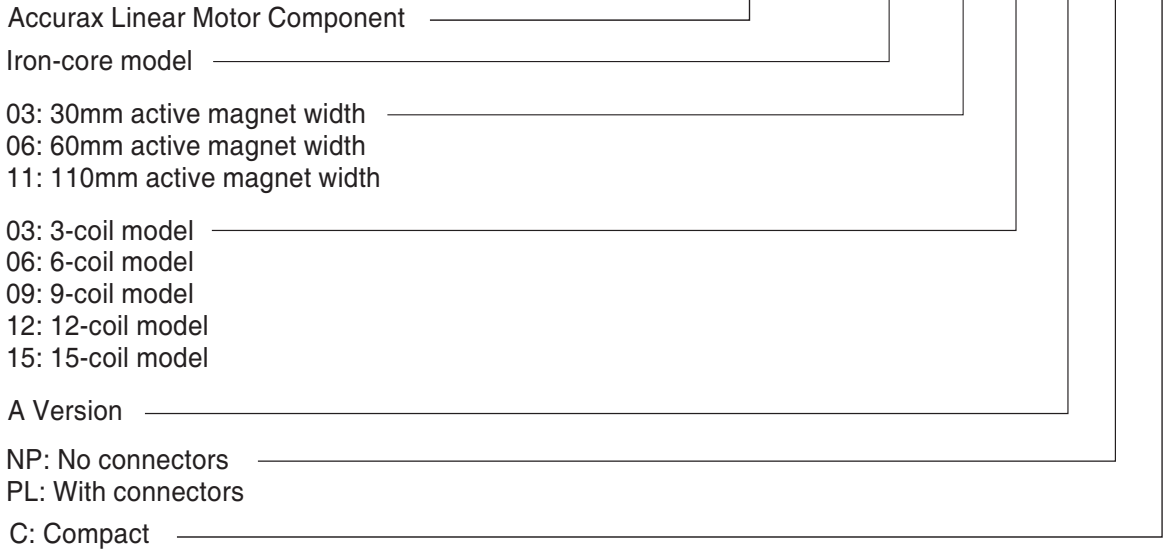 Accurax Linear Motor Component
Iron-core model
03: 30mm active magnet width
06: 60mm active magnet width
11: 110mm active magnet width
03: 3-coil model
06: 6-coil model
09: 9-coil model
12: 12-coil model
15: 15-coil model
A Version
NP: No connectors
PL: With connectors
C: Compact